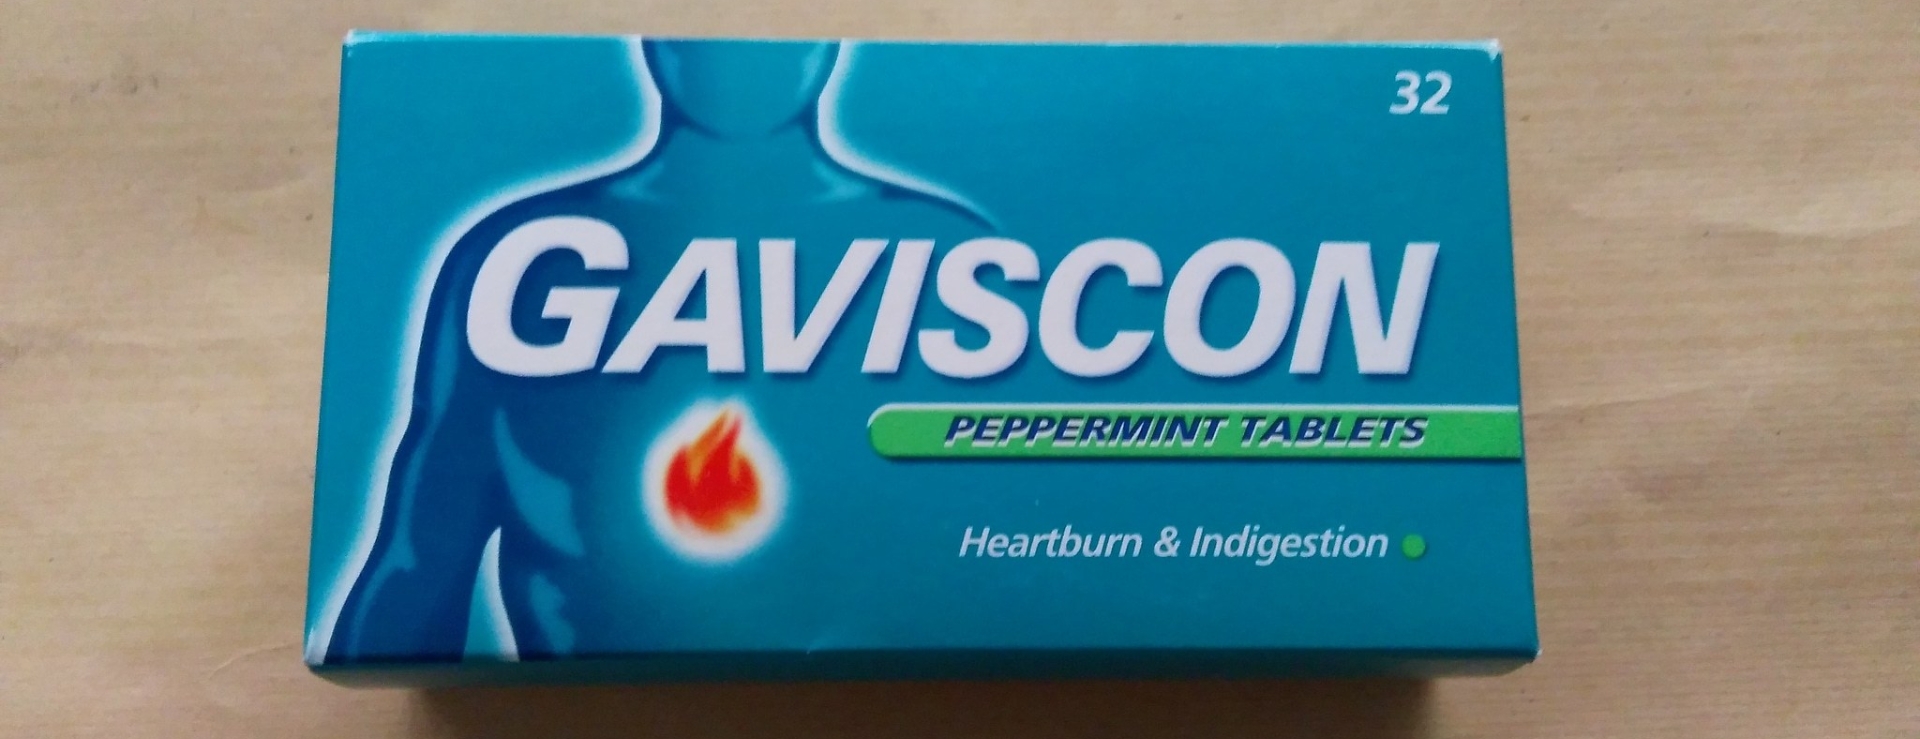 32
GAVISCON
PEPPERMINT TABLETS
Heartburn & Indigestion